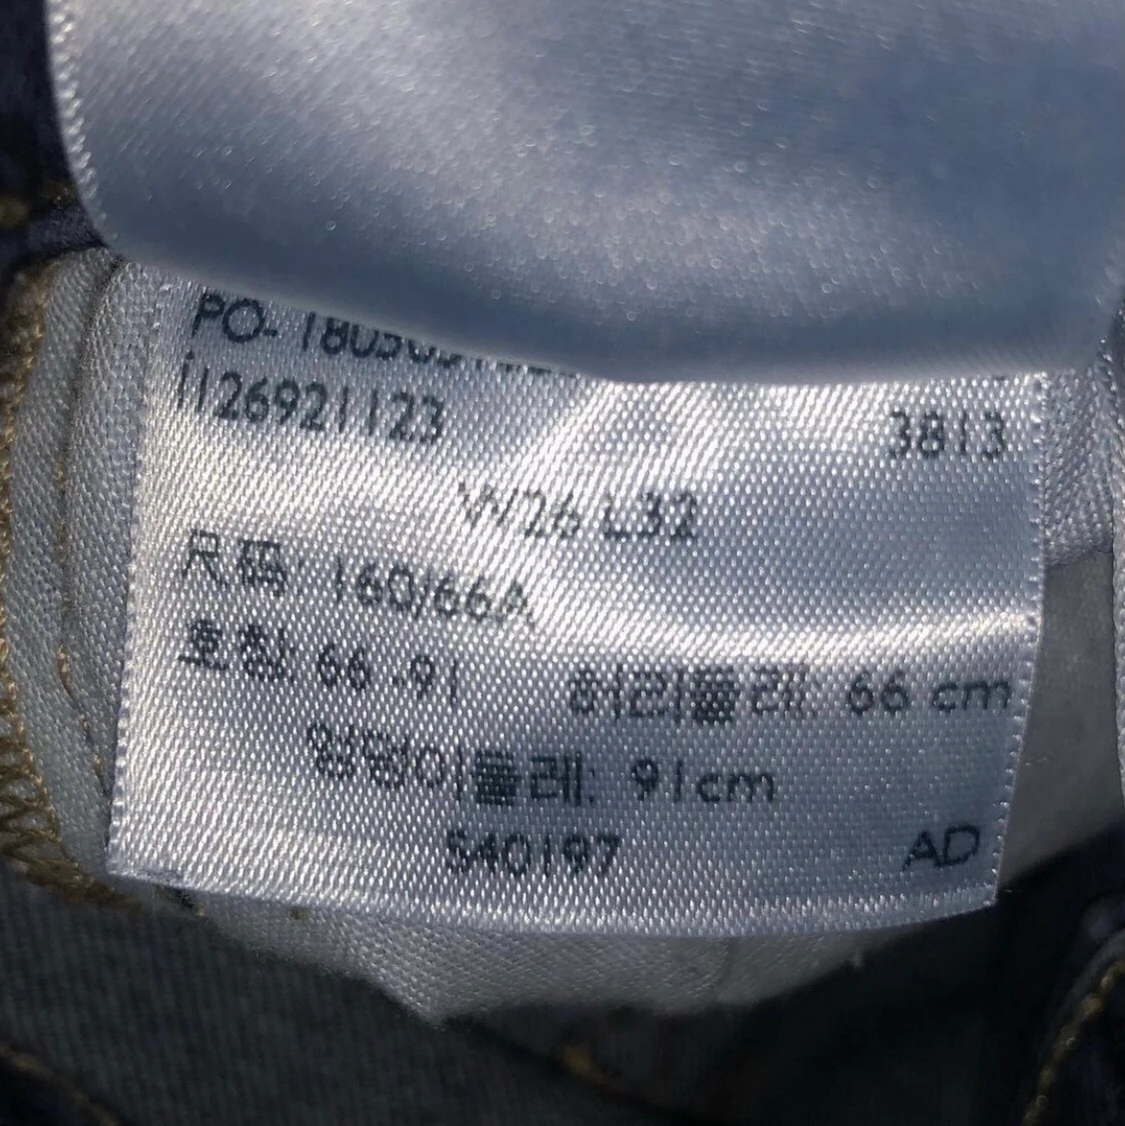 PO-
1126921123 3813
W26 L32
尺码: 160/66A
호칭: 66 -91 허리둘레: 66 cm
엉덩이둘레: 91cm
S40197 AD